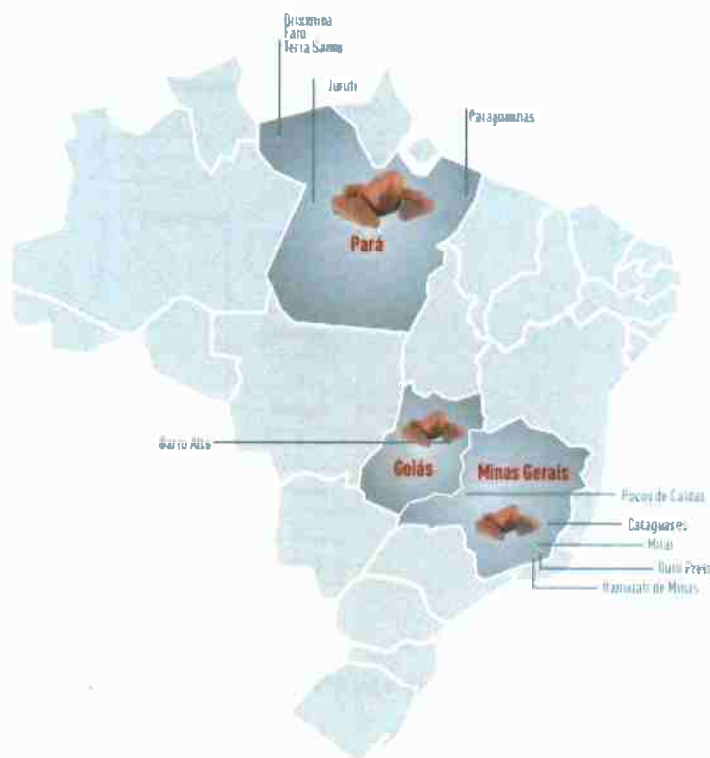 Faro
Terra Santa
Juruti
Paragominas
Pará
Barro Alto
Goiás
Minas Gerais
Poços de Caldas
Cataguases
Miraí
Ouro Preto
Itamarati de Minas